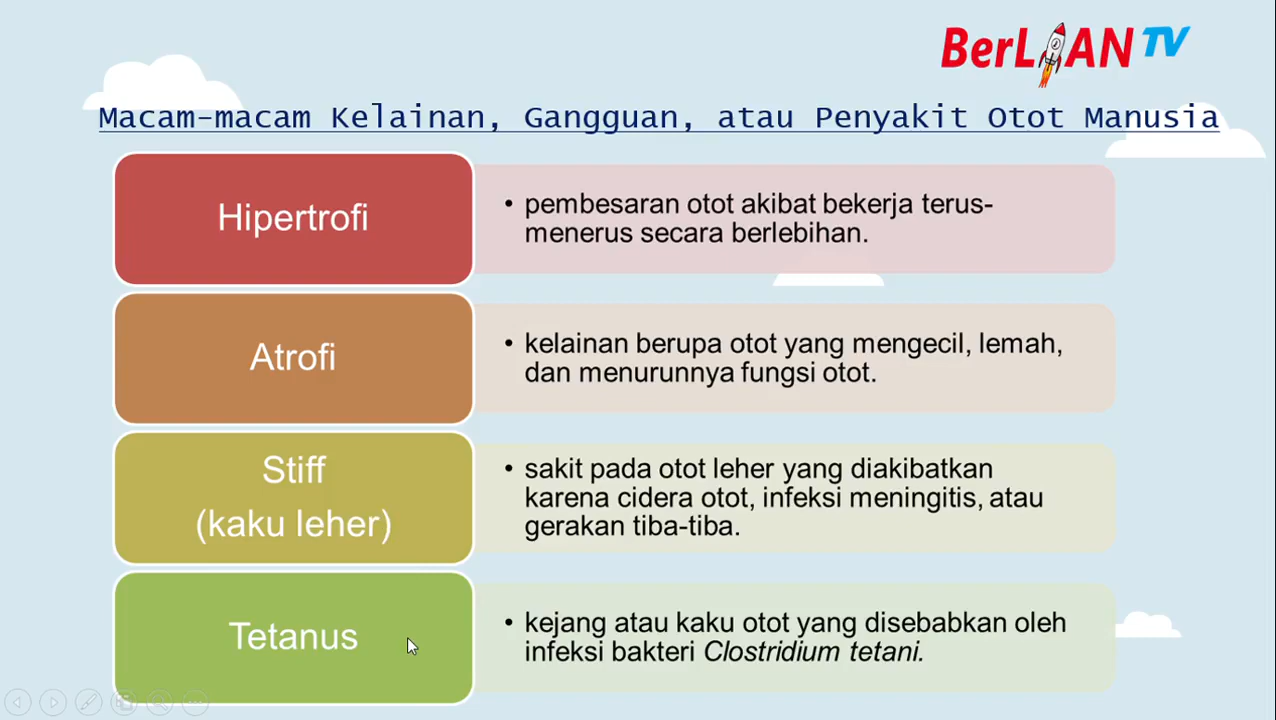 BerLIAN TV
Macam-macam Kelainan, Gangguan, atau Penyakit Otot Manusia
Hipertrofi
• pembesaran otot akibat bekerja terus-
menerus secara berlebihan.
Atrofi
• kelainan berupa otot yang mengecil, lemah,
dan menurunnya fungsi otot.
Stiff
(kaku leher)
• sakit pada otot leher yang diakibatkan
karena cidera otot, infeksi meningitis, atau
gerakan tiba-tiba.
Tetanus
• kejang atau kaku otot yang disebabkan oleh
infeksi bakteri Clostridium tetani.